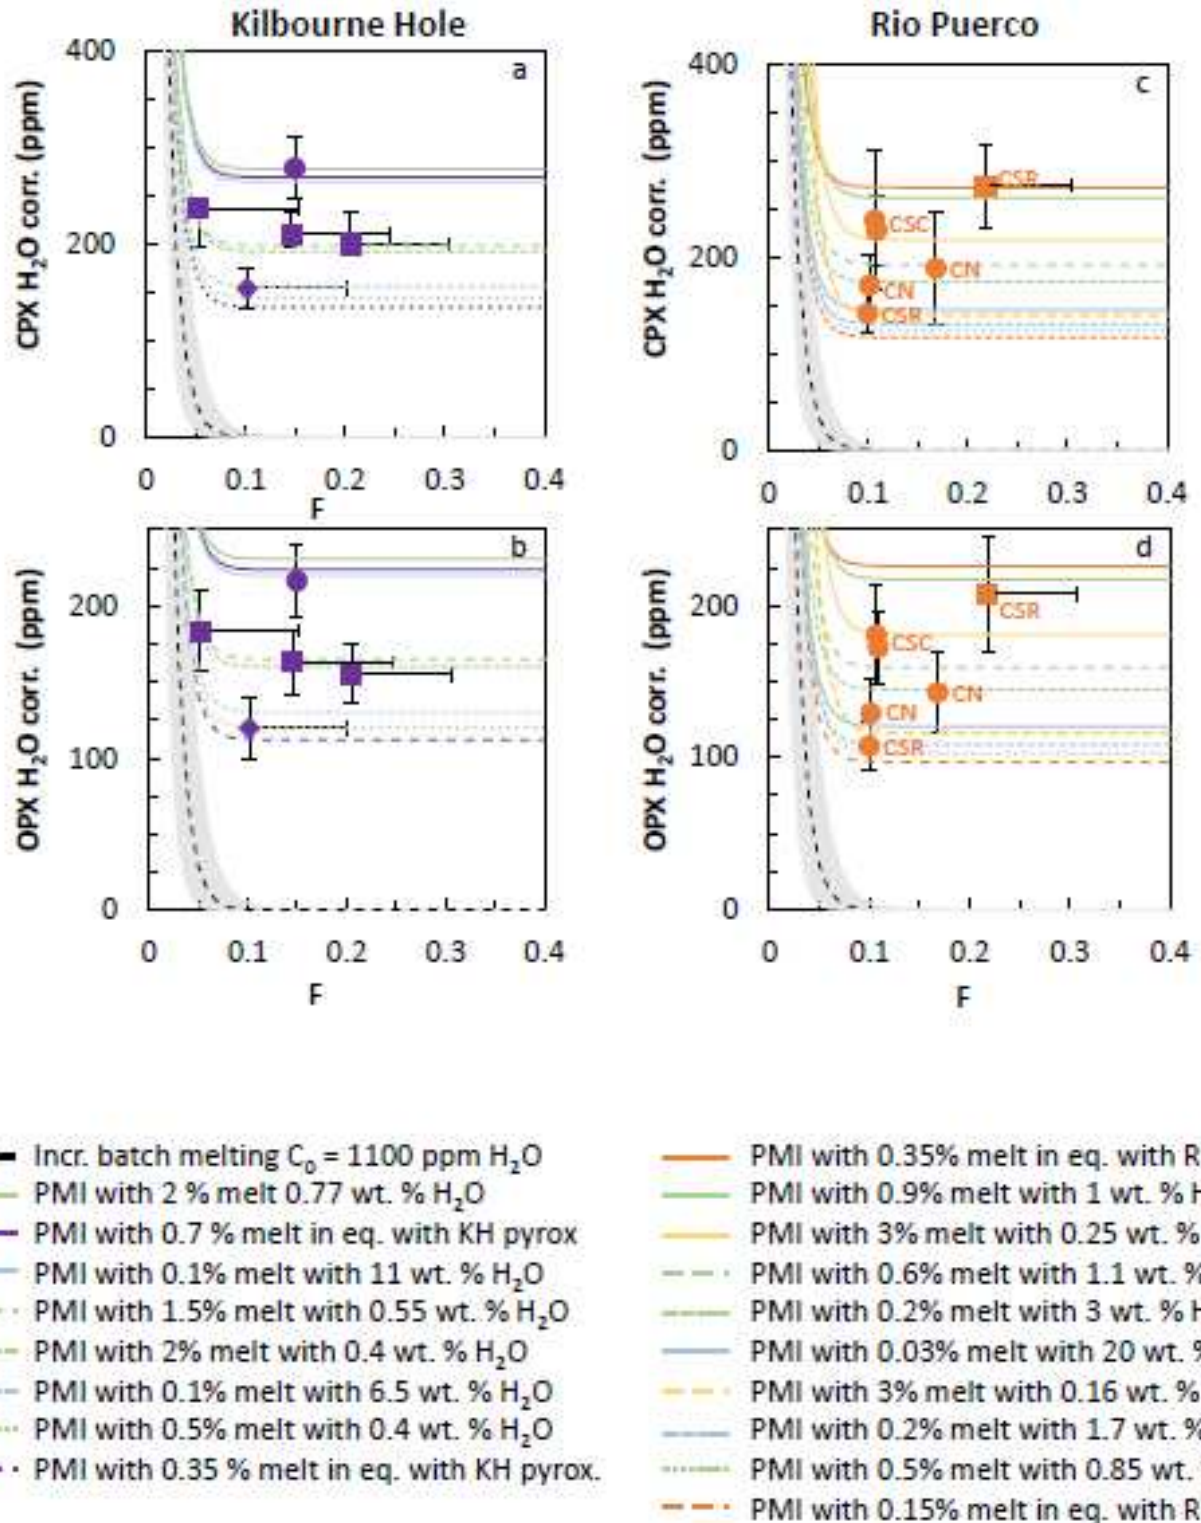 Kilbourne Hole
Rio Puerco
CPX H₂O corr. (ppm)
400
200
0
a
0 0.1 0.2 0.3 0.4
F
CPX H₂O corr. (ppm)
400
200
0
c
CSR
CSC
CN
CN
CSR
0 0.1 0.2 0.3 0.4
OPX H₂O corr. (ppm)
200
100
0
b
0 0.1 0.2 0.3 0.4
F
OPX H₂O corr. (ppm)
200
100
0
d
CSR
CSC
CN
CN
CSR
0 0.1 0.2 0.3 0.4
F
Incr. batch melting C₀ = 1100 ppm H₂O
PMI with 2 % melt 0.77 wt. % H₂O
PMI with 0.7 % melt in eq. with KH pyrox
PMI with 0.1% melt with 11 wt. % H₂O
PMI with 1.5% melt with 0.55 wt. % H₂O
PMI with 2% melt with 0.4 wt. % H₂O
PMI with 0.1% melt with 6.5 wt. % H₂O
PMI with 0.5% melt with 0.4 wt. % H₂O
PMI with 0.35 % melt in eq. with KH pyrox.
PMI with 0.35% melt in eq. with R
PMI with 0.9% melt with 1 wt. % H
PMI with 3% melt with 0.25 wt. %
PMI with 0.6% melt with 1.1 wt. %
PMI with 0.2% melt with 3 wt. % H
PMI with 0.03% melt with 20 wt. %
PMI with 3% melt with 0.16 wt. %
PMI with 0.2% melt with 1.7 wt. %
PMI with 0.5% melt with 0.85 wt.
PMI with 0.15% melt in eq. with R